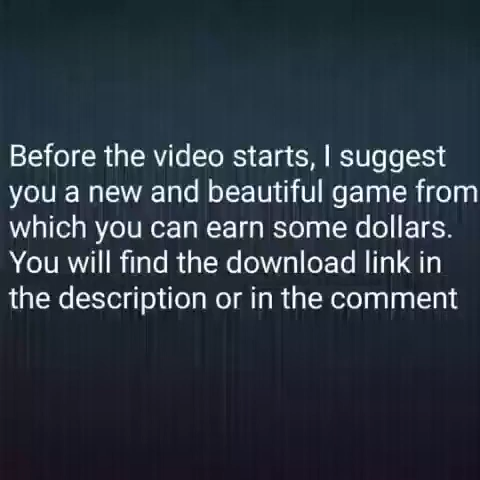 Before the video starts, I suggest
you a new and beautiful game from
which you can earn some dollars.
You will find the download link in
the description or in the comment